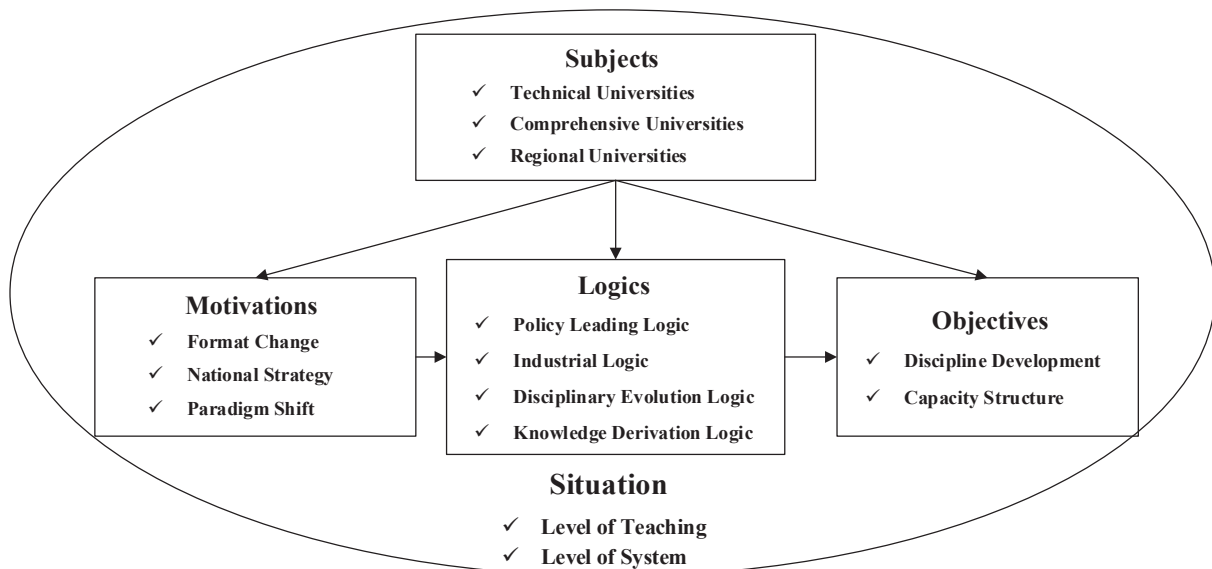 Subjects
✓ Technical Universities
✓ Comprehensive Universities
✓ Regional Universities
Motivations
✓ Format Change
✓ National Strategy
✓ Paradigm Shift
Logics
✓ Policy Leading Logic
✓ Industrial Logic
✓ Disciplinary Evolution Logic
✓ Knowledge Derivation Logic
Objectives
✓ Discipline Development
✓ Capacity Structure
Situation
✓ Level of Teaching
✓ Level of System